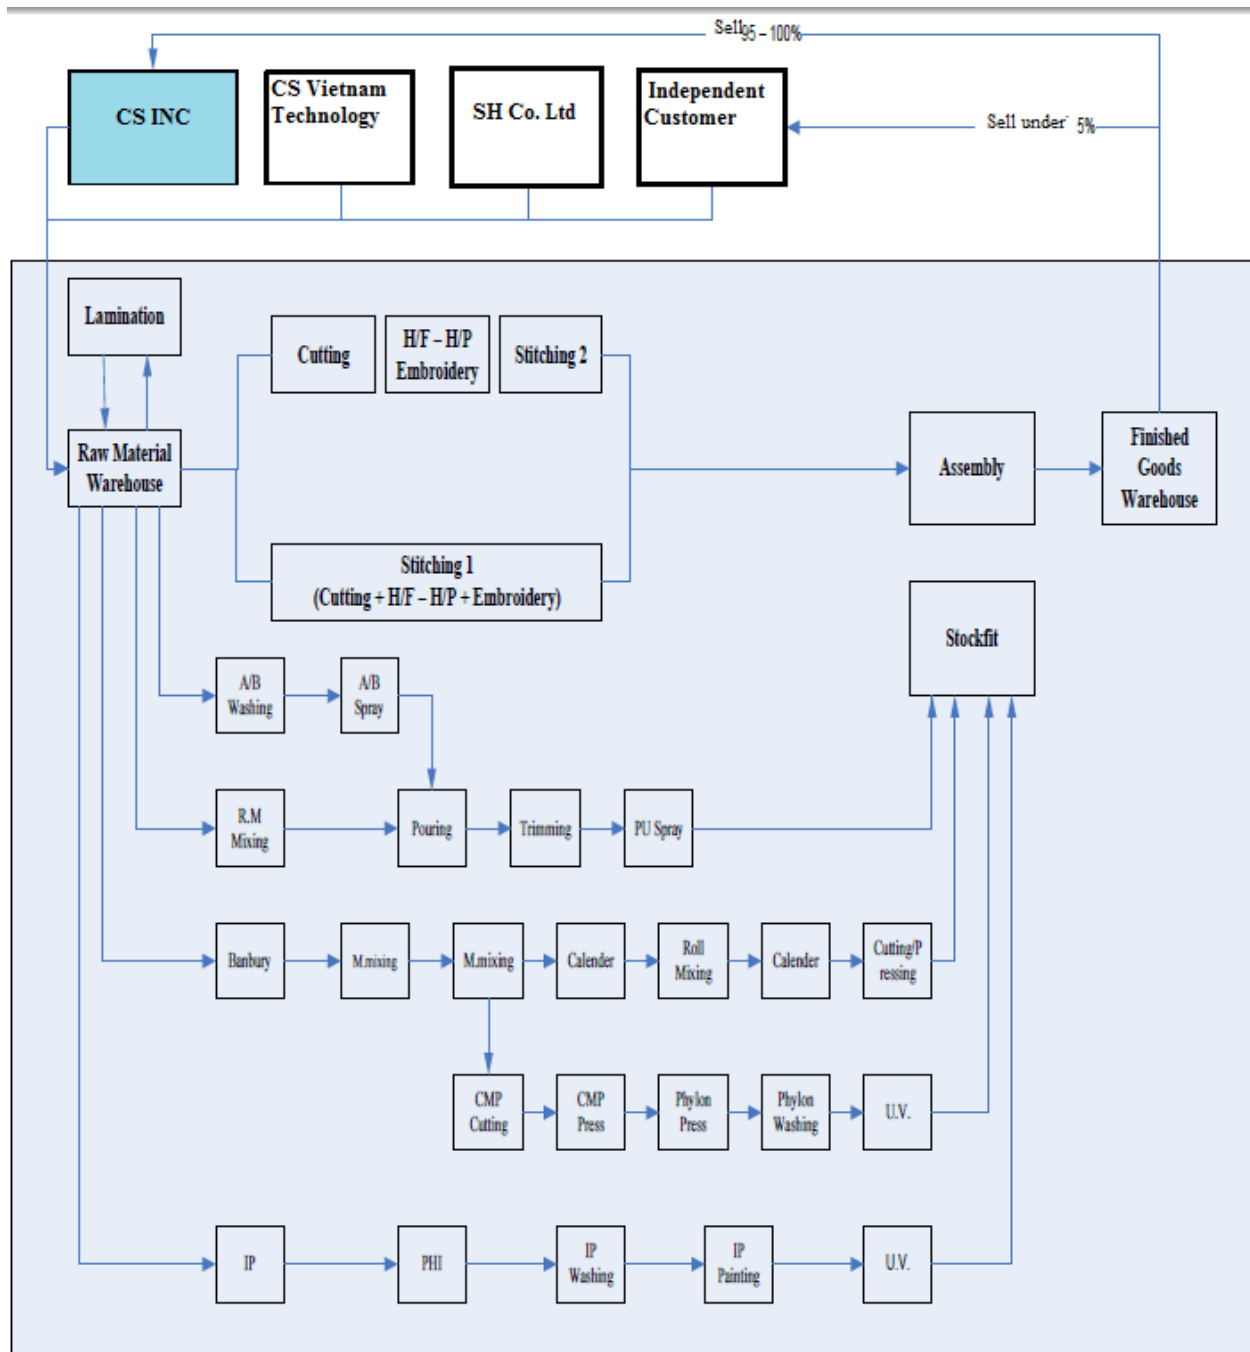 Sell 95 – 100%
CS INC
CS Vietnam
Technology
SH Co. Ltd
Independent
Customer
Sell under 5%
Lamination
Cutting
H/F – H/P
Embroidery
Stitching 2
Raw Material
Warehouse
Assembly
Finished
Goods
Warehouse
Stitching 1
(Cutting + H/F – H/P + Embroidery)
Stockfit
A/B
Washing
A/B
Spray
R.M
Mixing
Pouring
Trimming
PU Spray
Banbury
M.mixing
M.mixing
Calender
Roll
Mixing
Calender
Cutting/P
ressing
CMP
Cutting
CMP
Press
Phylon
Press
Phylon
Washing
U.V.
IP
PHI
IP
Washing
IP
Painting
U.V.